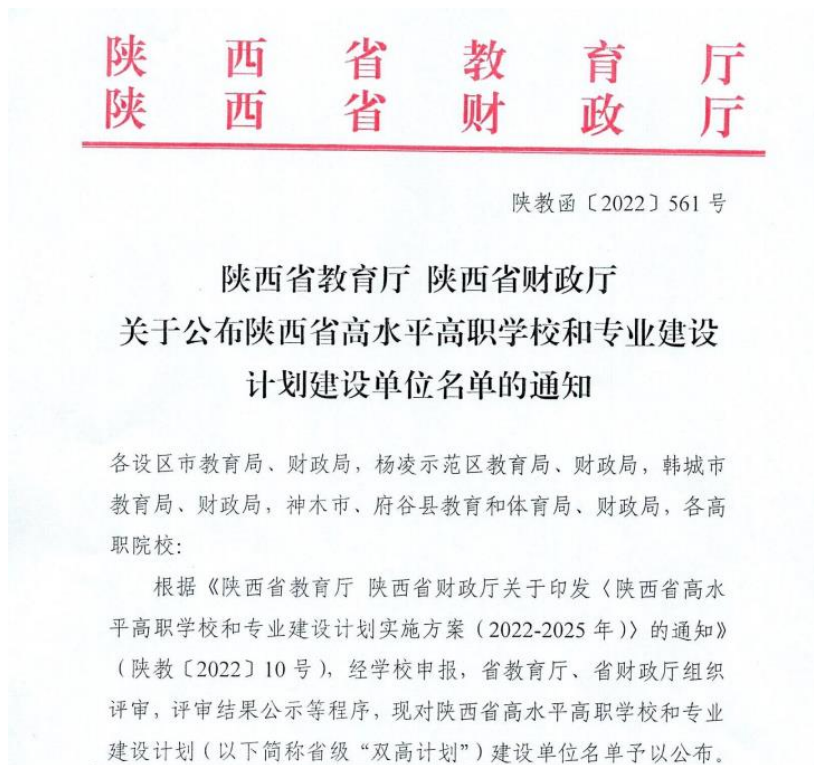 陕西省教育厅
陕西省财政厅
陕教函〔2022〕561 号
陕西省教育厅 陕西省财政厅
关于公布陕西省高水平高职学校和专业建设
计划建设单位名单的通知
各设区市教育局、财政局，杨凌示范区教育局、财政局，韩城市
教育局、财政局，神木市、府谷县教育和体育局、财政局，各高
职院校：
根据《陕西省教育厅 陕西省财政厅关于印发〈陕西省高水
平高职学校和专业建设计划实施方案（2022-2025 年）〉的通知》
（陕教〔2022〕10 号），经学校申报，省教育厅、省财政厅组织
评审，评审结果公示等程序，现对陕西省高水平高职学校和专业
建设计划（以下简称省级“双高计划”）建设单位名单予以公布。